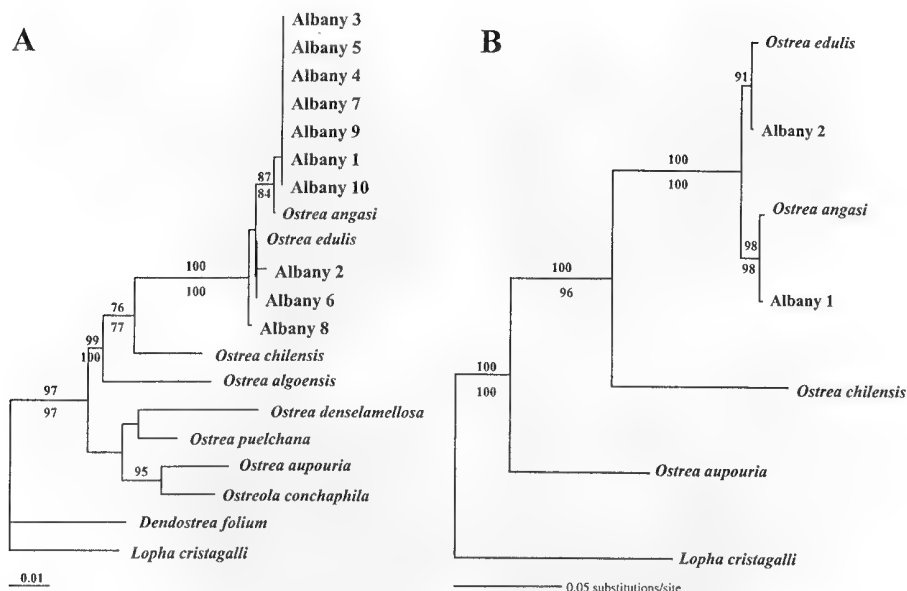 A
Albany 3
Albany 5
Albany 4
Albany 7
Albany 9
Albany 1
87
Albany 10
84
Ostrea angasi
Ostrea edulis
100
Albany 2
100
Albany 6
76
Albany 8
77
99
Ostrea chilensis
100
Ostrea algoensis
97
97
Ostrea denselamellosa
Ostrea puelchana
95
Ostrea aupouria
Ostreola conchaphila
Dendostrea folium
Lopha cristagalli
0.01
B
Ostrea edulis
91
Albany 2
100
100
Ostrea angasi
98
98
100
Albany 1
96
100
Ostrea chilensis
100
Ostrea aupouria
Lopha cristagalli
0.05 substitutions/site